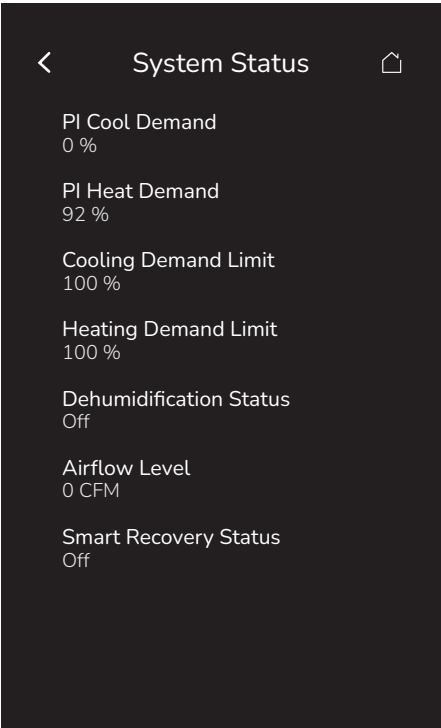 System Status
PI Cool Demand
0 %
PI Heat Demand
92 %
Cooling Demand Limit
100 %
Heating Demand Limit
100 %
Dehumidification Status
Off
Airflow Level
0 CFM
Smart Recovery Status
Off